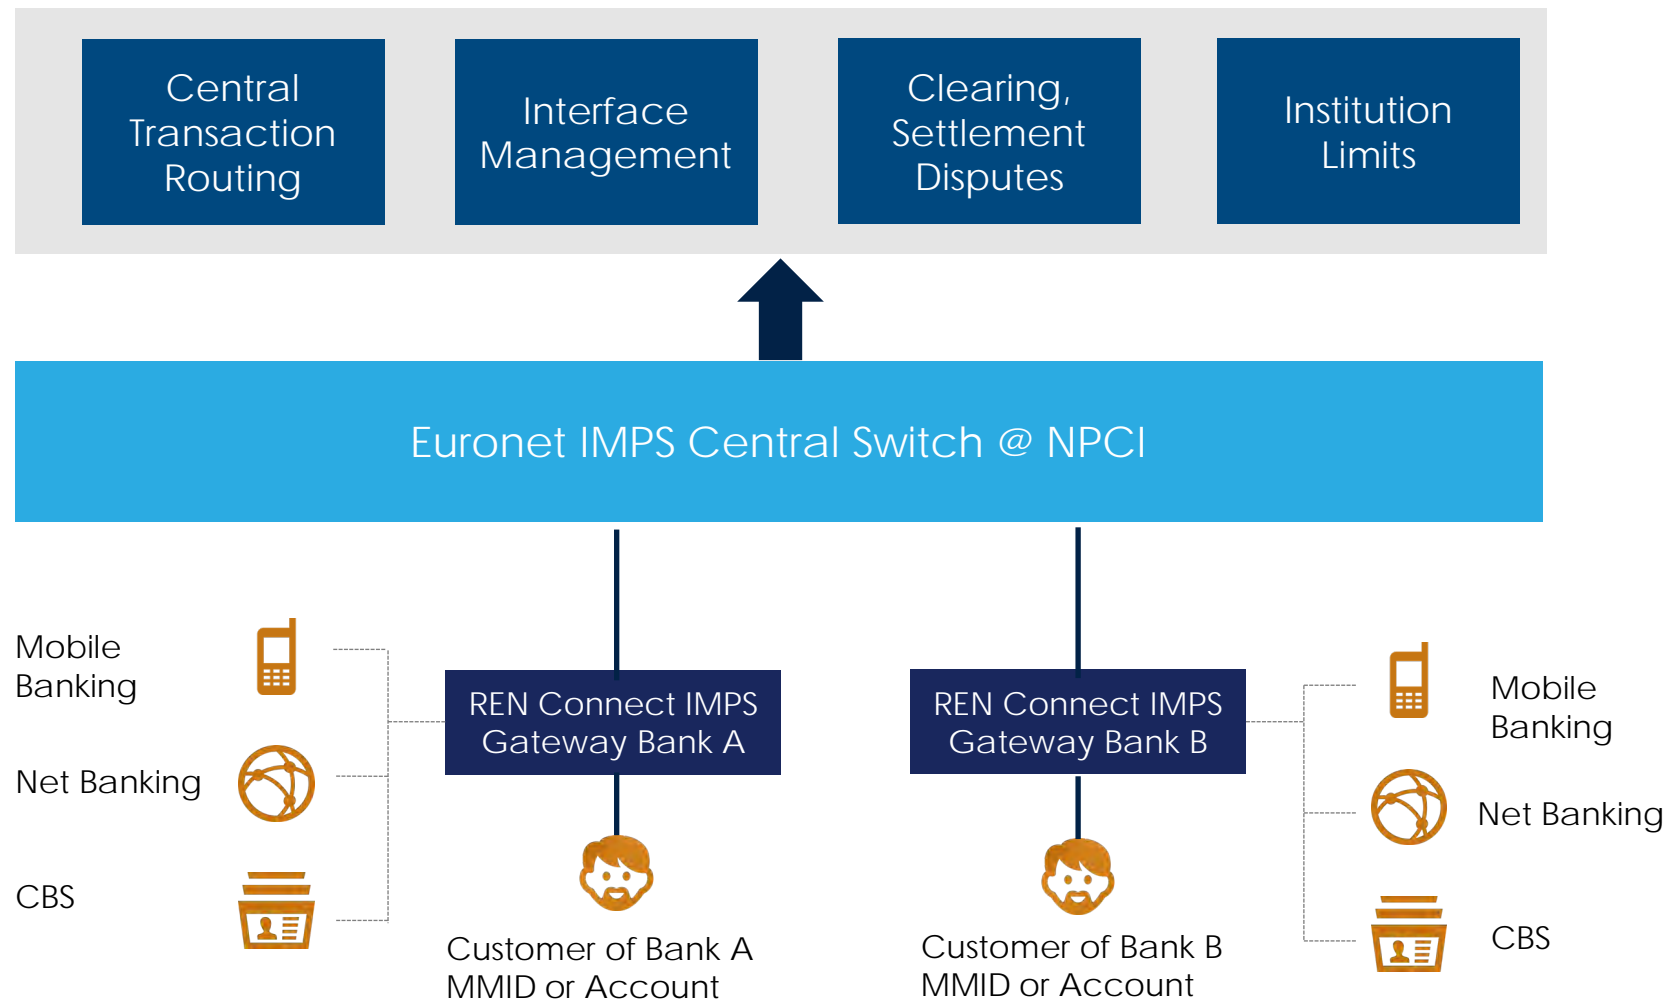 Central
Transaction
Routing
Interface
Management
Clearing,
Settlement
Disputes
Institution
Limits
Euronet IMPS Central Switch @ NPCI
Mobile
Banking
Net Banking
CBS
REN Connect IMPS
Gateway Bank A
Customer of Bank A
MMID or Account
REN Connect IMPS
Gateway Bank B
Customer of Bank B
MMID or Account
Mobile
Banking
Net Banking
CBS